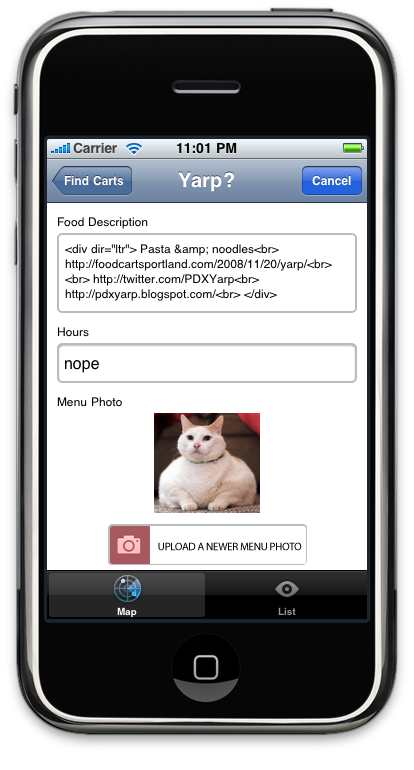 Carrier 11:01 PM
Find Carts Yarp? Cancel
Food Description
<div dir="ltr"> Pasta &amp; noodles<br>
http://foodcartsportland.com/2008/11/20/yarp/<br>
<br> http://twitter.com/PDXYarp<br>
http://pdxyarp.blogspot.com/<br> </div>
Hours
nope
Menu Photo
UPLOAD A NEWER MENU PHOTO
Map List